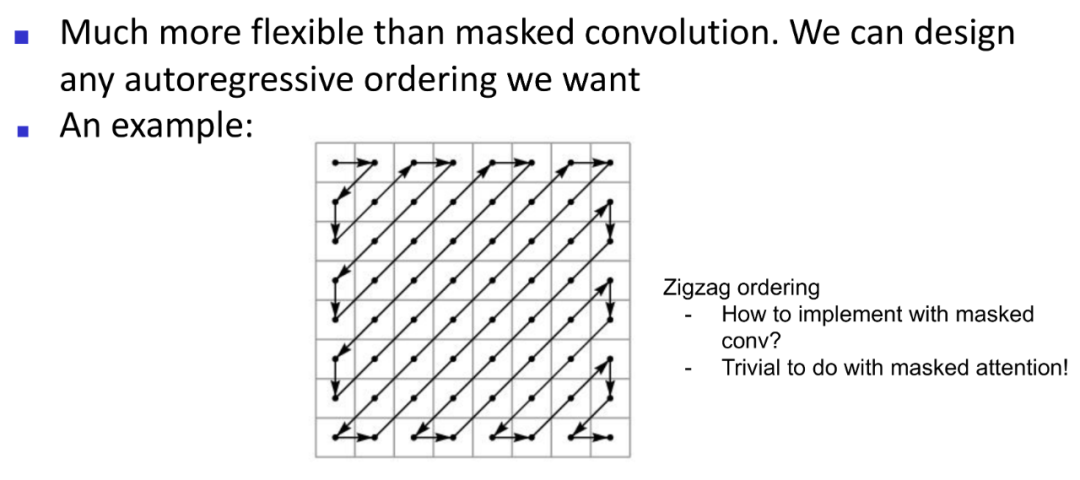 ▪ Much more flexible than masked convolution. We can design
any autoregressive ordering we want
▪ An example:
Zigzag ordering
- How to implement with masked
conv?
- Trivial to do with masked attention!